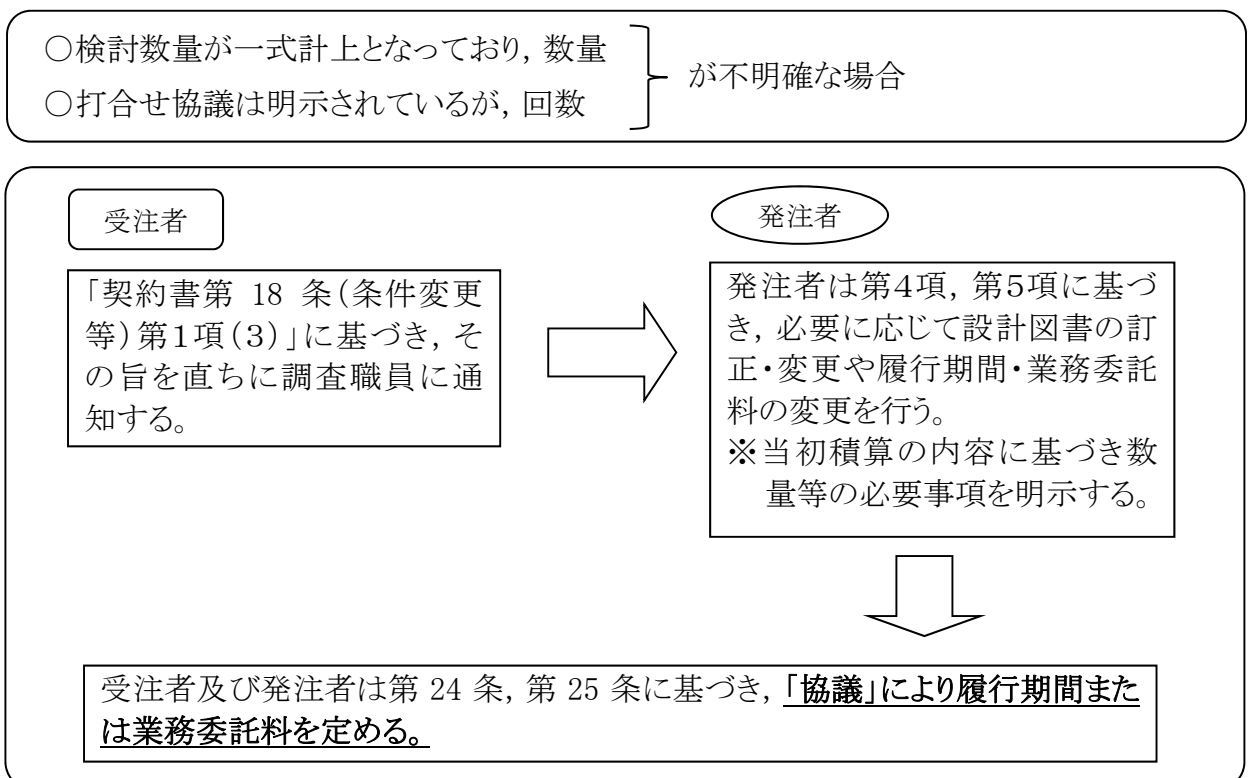 ○検討数量が一式計上となっており，数量
○打合せ協議は明示されているが，回数
が不明確な場合
受注者
「契約書第 18 条（条件変更
等）第１項（３）」に基づき，そ
の旨を直ちに調査職員に通
知する。
発注者
発注者は第４項，第５項に基づ
き，必要に応じて設計図書の訂
正・変更や履行期間・業務委託
料の変更を行う。
※当初積算の内容に基づき数
量等の必要事項を明示する。
受注者及び発注者は第 24 条，第 25 条に基づき，「協議」により履行期間また
は業務委託料を定める。